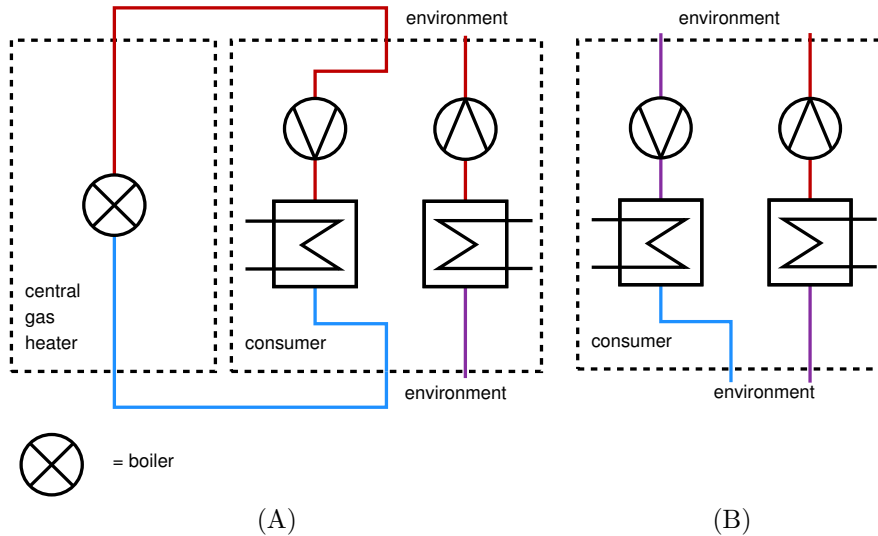 environment
environment
central
gas
heater
consumer
consumer
environment
environment
= boiler
(A)
(B)